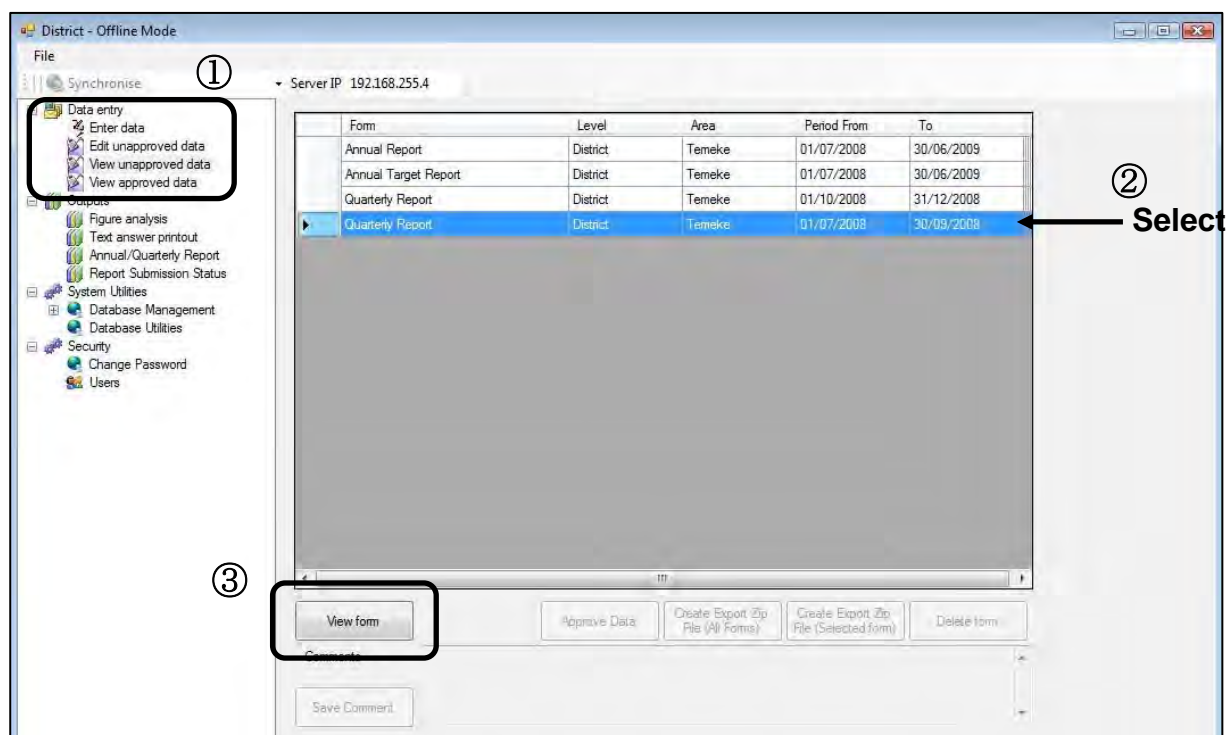 District - Offline Mode
File
Synchronise
①
Server IP 192.168.255.4
Data entry
Enter data
Edit unapproved data
View unapproved data
View approved data
Outputs
Figure analysis
Text answer printout
Annual/Quarterly Report
Report Submission Status
System Utilities
Database Management
Database Utilities
Security
Change Password
Users
Form Level Area Period From To
Annual Report District Temeke 01/07/2008 30/06/2009
Annual Target Report District Temeke 01/07/2008 30/06/2009
Quarterly Report District Temeke 01/10/2008 31/12/2008
Quarterly Report District Temeke 01/07/2008 30/09/2008
②
Select
③
View form
Approve Data
Create Export Zip
File (All Forms)
Create Export Zip
File (Selected form)
Delete form
Comments
Save Comment